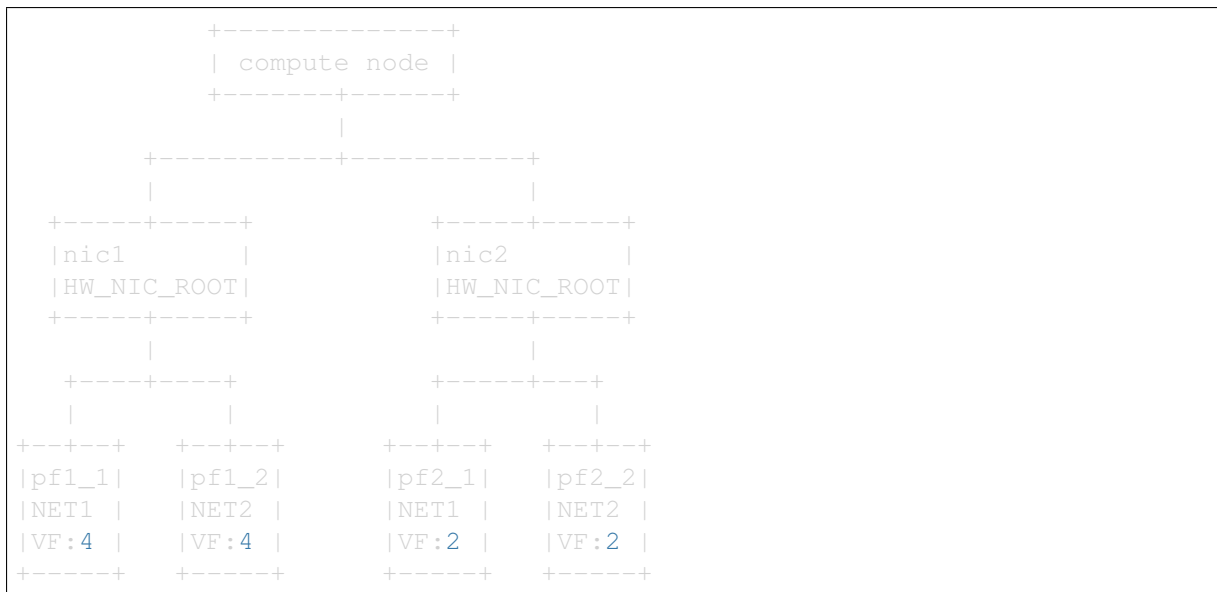 +--------------+
| compute node |
+-------+------+
|
+-----------+-----------+
|                       |
+-----+-----+           +-----+-----+
|nic1       |           |nic2       |
|HW_NIC_ROOT|           |HW_NIC_ROOT|
+-----+-----+           +-----+-----+
|                       |
+----+----+            +-----+---+
|         |            |         |
+--+--+   +--+--+      +--+--+   +--+--+
|pf1_1|   |pf1_2|      |pf2_1|   |pf2_2|
|NET1 |   |NET2 |      |NET1 |   |NET2 |
|VF:4 |   |VF:4 |      |VF:2 |   |VF:2 |
+-----+   +-----+      +-----+   +-----+